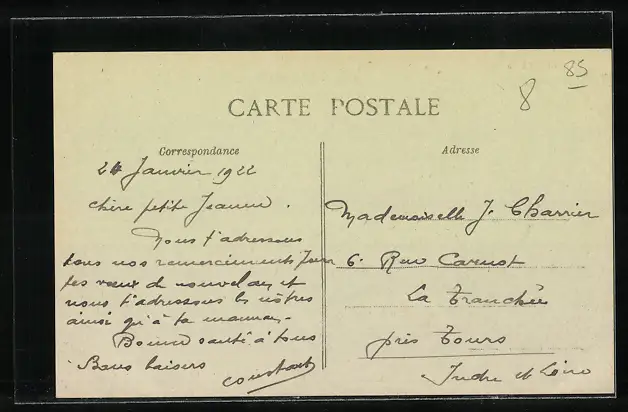 85
8
CARTE POSTALE
Correspondance
Adresse
24 Janvier 1922
chère petite Jeanne.
Nous t'adressons
tous nos remerciements pour
tes vœux de nouvel an et
nous t'adressons les nôtres
ainsi qu'à ta maman.
Bonne santé à tous
Bons baisers
Constant
Mademoiselle J. Charrier
6. Rue Carnot
La Tranchée
près Tours
Indre et Loire